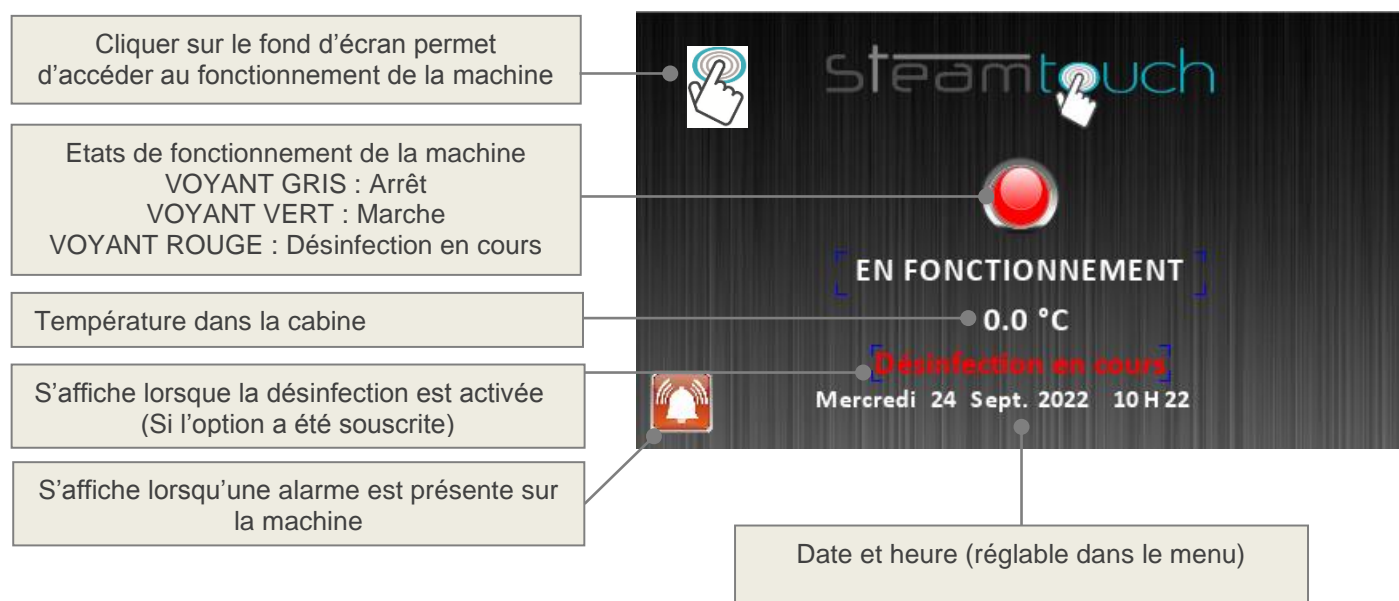 Cliquer sur le fond d’écran permet
d’accéder au fonctionnement de la machine
Etats de fonctionnement de la machine
VOYANT GRIS : Arrêt
VOYANT VERT : Marche
VOYANT ROUGE : Désinfection en cours
Température dans la cabine
S’affiche lorsque la désinfection est activée
(Si l’option a été souscrite)
S’affiche lorsqu’une alarme est présente sur
la machine
steamtouch
EN FONCTIONNEMENT
0.0 °C
Désinfection en cours
Mercredi 24 Sept. 2022 10 H 22
Date et heure (réglable dans le menu)